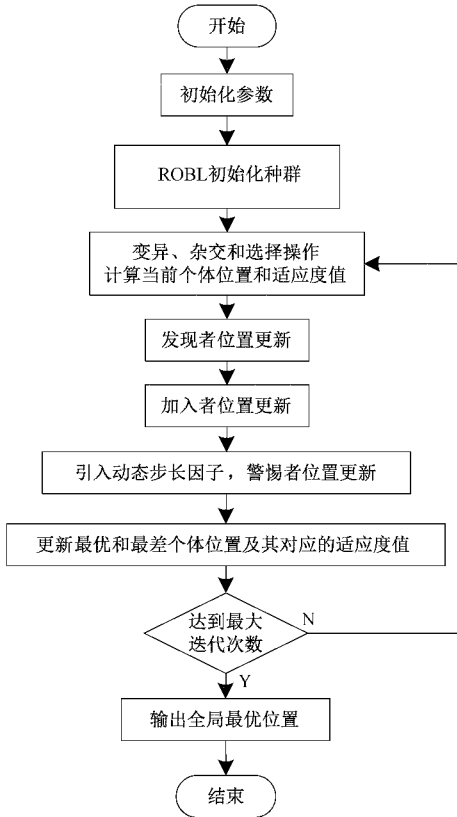 开始
初始化参数
ROBL初始化种群
变异、杂交和选择操作
计算当前个体位置和适应度值
发现者位置更新
加入者位置更新
引入动态步长因子，警惕者位置更新
更新最优和最差个体位置及其对应的适应度值
达到最大
迭代次数
N
Y
输出全局最优位置
结束